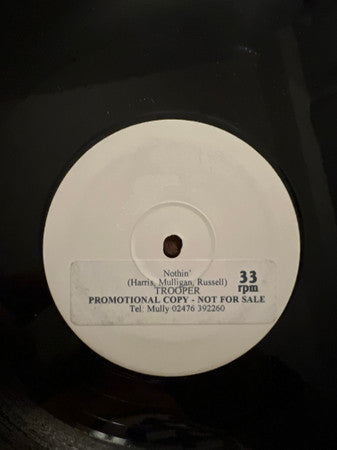 Nothin'
(Harris, Mulligan, Russell)
TROOPER
PROMOTIONAL COPY - NOT FOR SALE
Tel: Mully 02476 392260
33
rpm